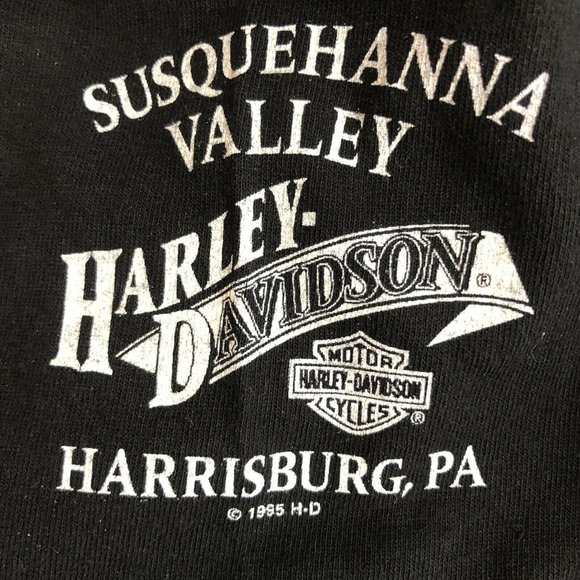 SUSQUEHANNA
VALLEY
HARLEY-
DAVIDSON®
MOTOR
HARLEY-DAVIDSON
CYCLES®
HARRISBURG, PA
© 1995 H-D